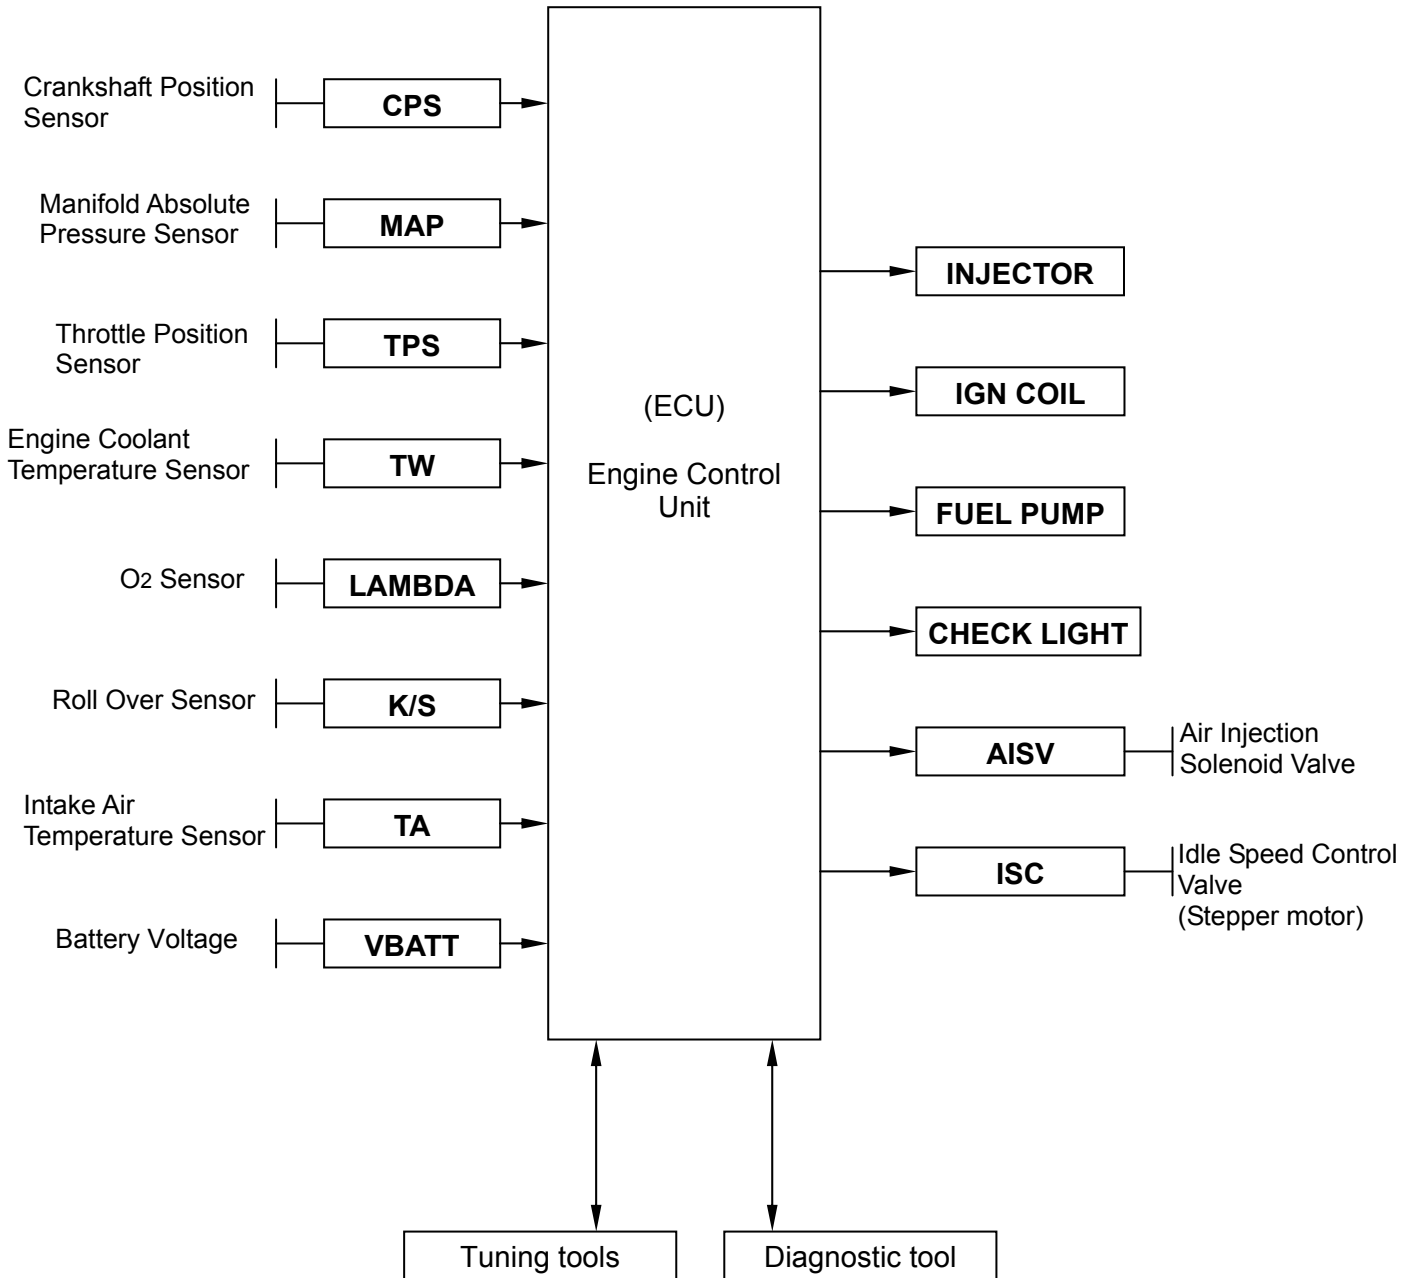 Crankshaft Position
Sensor
CPS
Manifold Absolute
Pressure Sensor
MAP
Throttle Position
Sensor
TPS
Engine Coolant
Temperature Sensor
TW
O2 Sensor
LAMBDA
Roll Over Sensor
K/S
Intake Air
Temperature Sensor
TA
Battery Voltage
VBATT
(ECU)
Engine Control
Unit
INJECTOR
IGN COIL
FUEL PUMP
CHECK LIGHT
AISV
Air Injection
Solenoid Valve
ISC
Idle Speed Control
Valve
(Stepper motor)
Tuning tools
Diagnostic tool